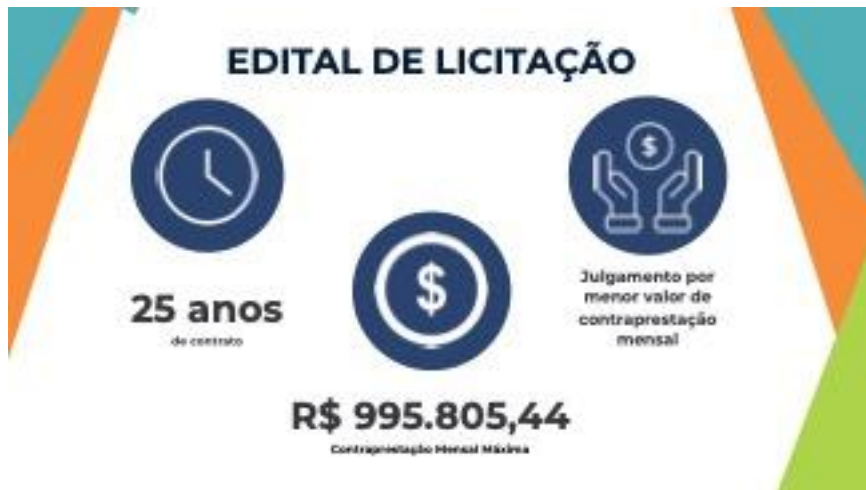 EDITAL DE LICITAÇÃO
25 anos
de contrato
$
R$ 995.805,44
Contraprestação Mensal Máxima
$
Julgamento por
menor valor de
contraprestação
mensal